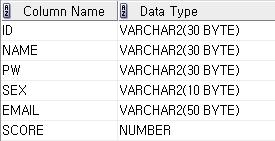 Column Name Data Type
ID VARCHAR2(30 BYTE)
NAME VARCHAR2(30 BYTE)
PW VARCHAR2(30 BYTE)
SEX VARCHAR2(10 BYTE)
EMAIL VARCHAR2(50 BYTE)
SCORE NUMBER